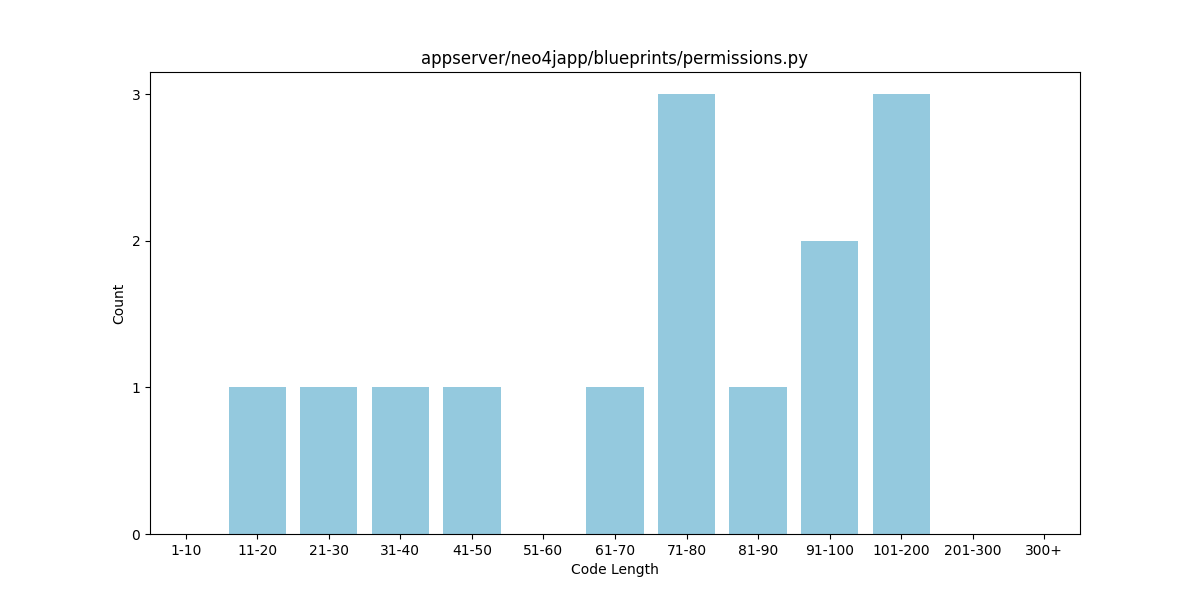 appserver/neo4japp/blueprints/permissions.py
3
2
1
0
Count
1-10 11-20 21-30 31-40 41-50 51-60 61-70 71-80 81-90 91-100 101-200 201-300 300+
Code Length